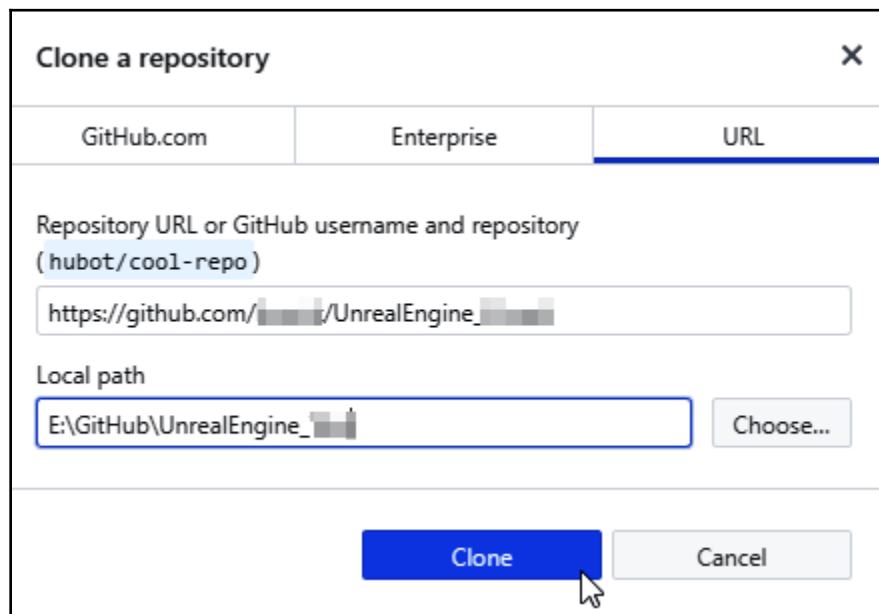 Clone a repository
GitHub.com
Enterprise
URL
Repository URL or GitHub username and repository
(hubot/cool-repo)
https://github.com/ /UnrealEngine_
Local path
E:\GitHub\UnrealEngine_
Choose...
Clone
Cancel